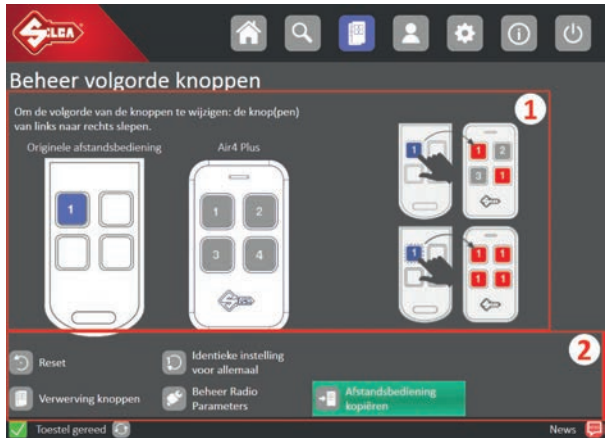 SILCA
Beheer volgorde knoppen
1
Om de volgorde van de knoppen te wijzigen: de knop(pen)
van links naar rechts slepen.
Originele afstandsbediening
Air4 Plus
1
1 2
3 4
Silca
1
1 2
3 1
1
1 1
1 1
2
Reset
Identieke instelling
voor allemaal
Verwerving knoppen
Beheer Radio
Parameters
Afstandsbediening
kopiëren
Toestel gereed
News